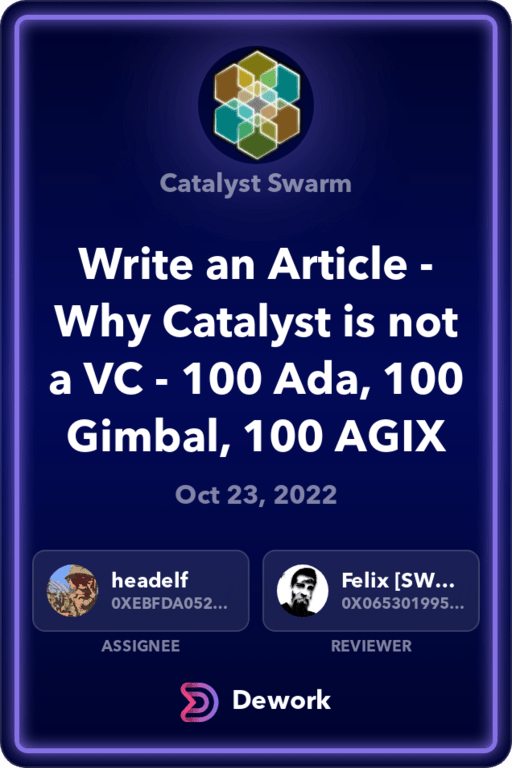 Catalyst Swarm
Write an Article -
Why Catalyst is not
a VC - 100 Ada, 100
Gimbal, 100 AGIX
Oct 23, 2022
headelf
0XEBFDA052...
ASSIGNEE
Felix [SW...
0X065301995...
REVIEWER
Dework